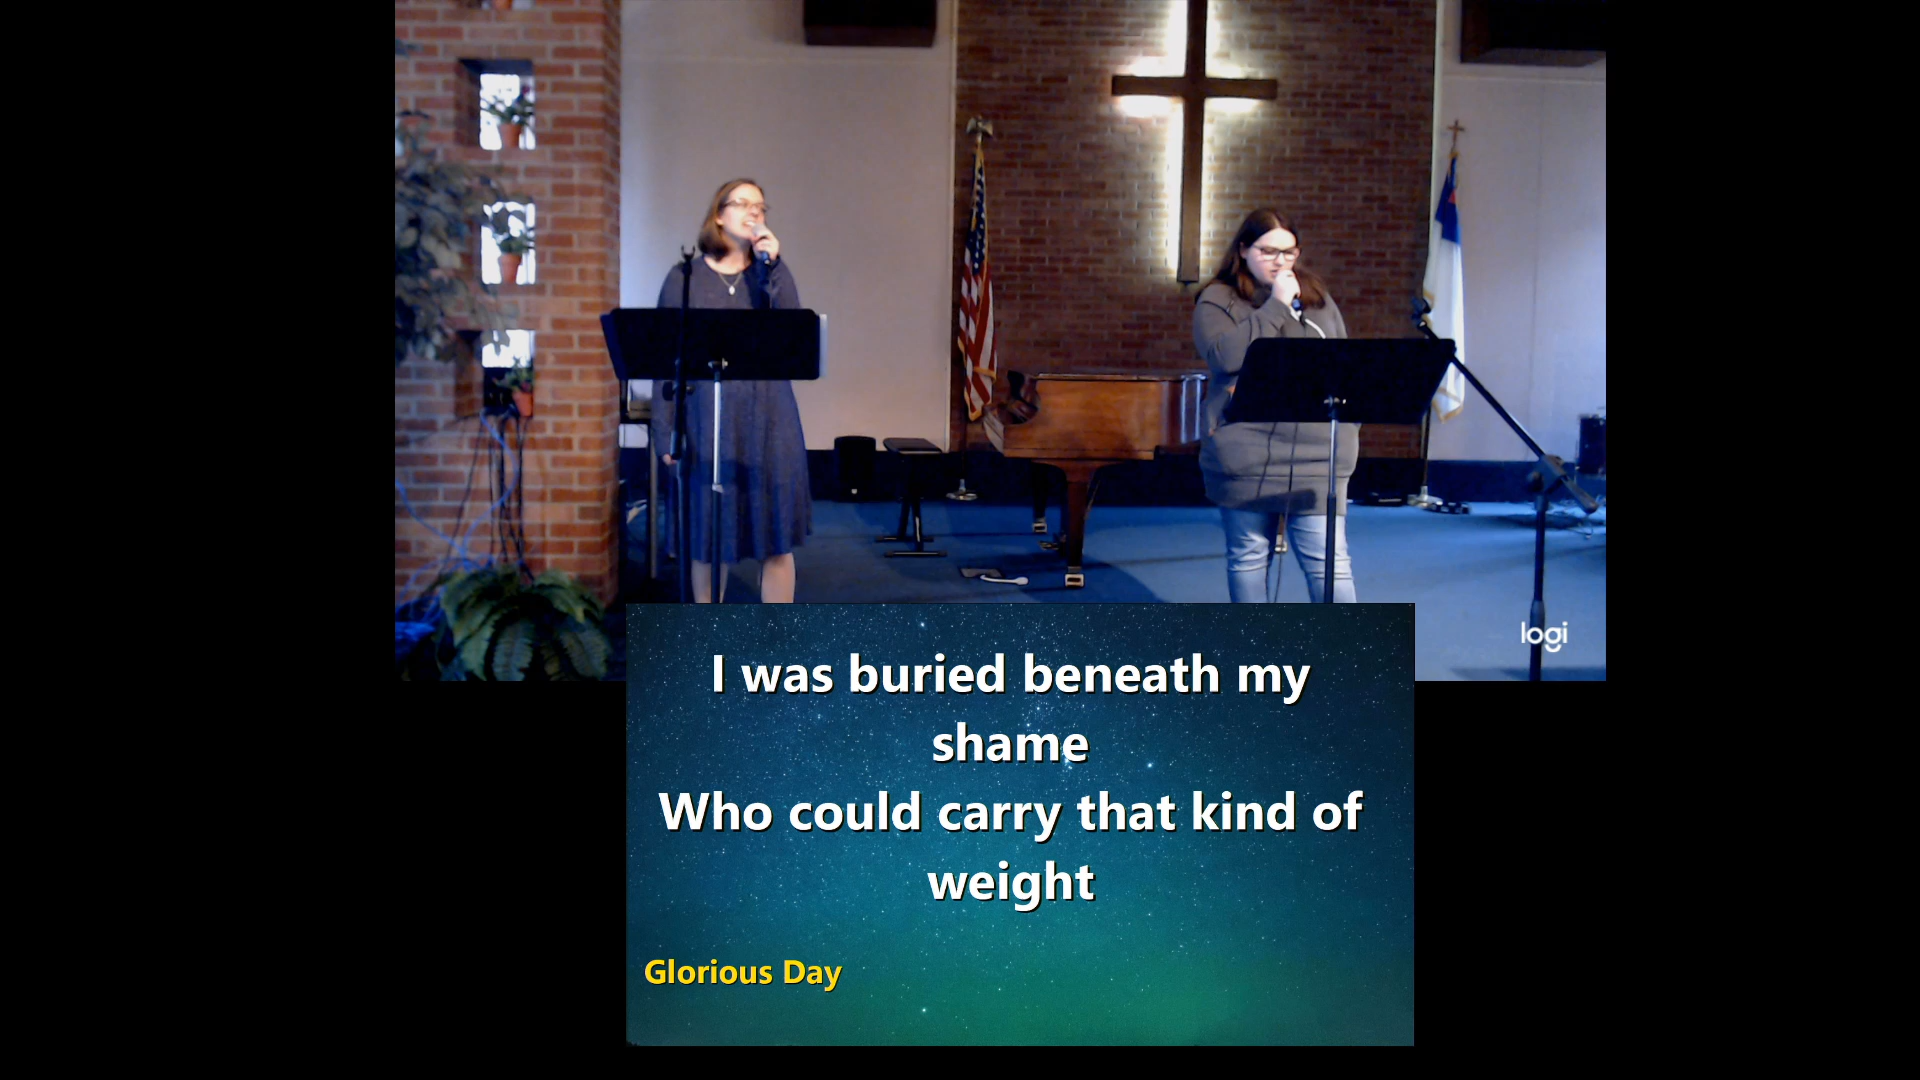 logi
I was buried beneath my
shame
Who could carry that kind of
weight
Glorious Day